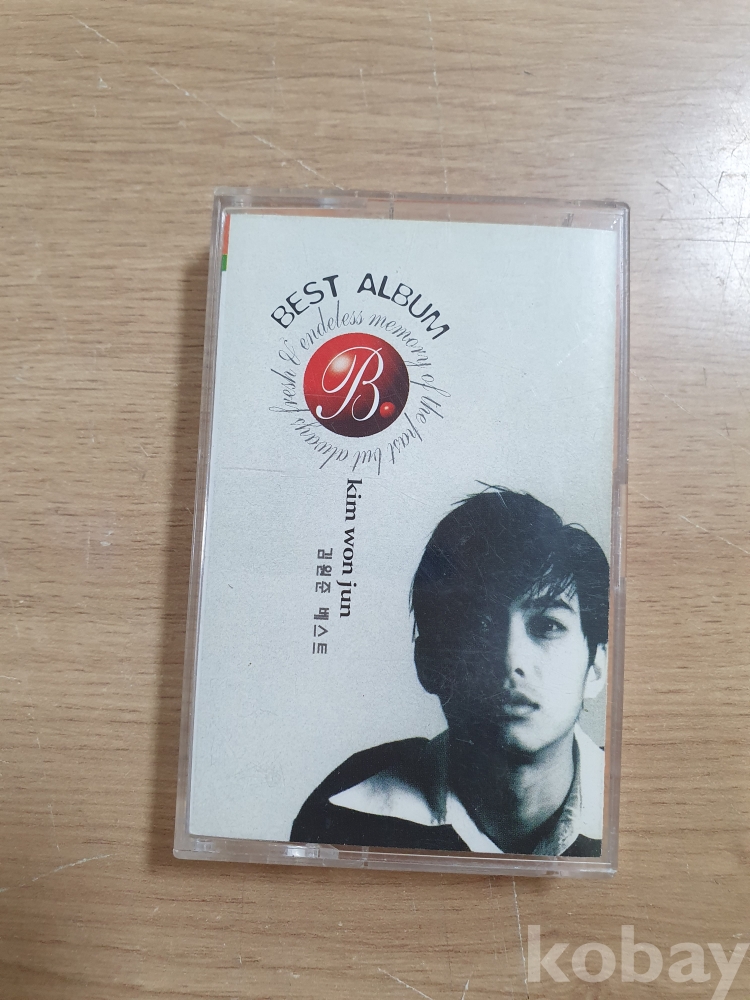 BEST ALBUM
endeless memory of the past but always fresh &
B.
kim won jun
김원준 베스트
kobay